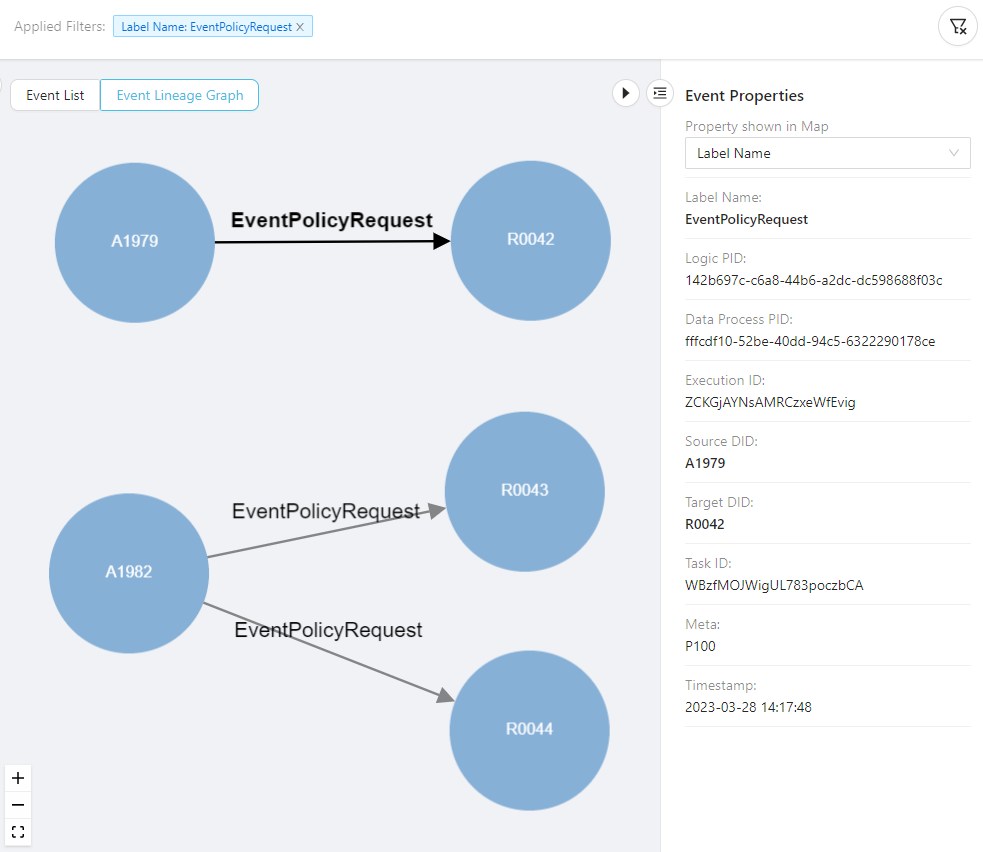 Applied Filters: Label Name: EventPolicyRequest
Event List Event Lineage Graph
EventPolicyRequest
A1979
R0042
EventPolicyRequest
R0043
A1982
EventPolicyRequest
R0044
Event Properties
Property shown in Map
Label Name
Label Name:
EventPolicyRequest
Logic PID:
142b697c-c6a8-44b6-a2dc-dc598688f03c
Data Process PID:
fffcdf10-52be-40dd-94c5-6322290178ce
Execution ID:
ZCKGjAYNsAMRCzxeWfEvig
Source DID:
A1979
Target DID:
R0042
Task ID:
WBzfMOJWigUL783poczbCA
Meta:
P100
Timestamp:
2023-03-28 14:17:48